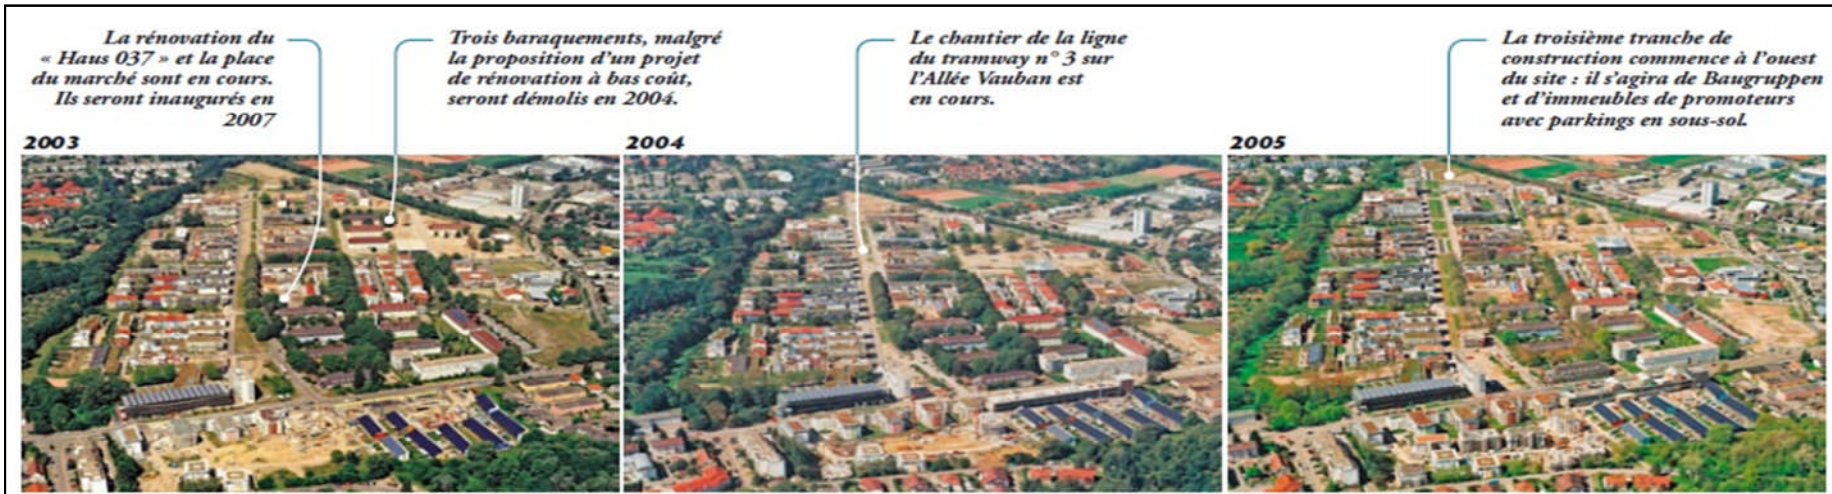 La rénovation du
« Haus 037 » et la place
du marché sont en cours.
Ils seront inaugurés en
2007
Trois baraquements, malgré
la proposition d'un projet
de rénovation à bas coût,
seront démolis en 2004.
Le chantier de la ligne
du tramway n° 3 sur
l'Allée Vauban est
en cours.
La troisième tranche de
construction commence à l'ouest
du site : il s'agira de Baugruppen
et d'immeubles de promoteurs
avec parkings en sous-sol.
2003
2004
2005